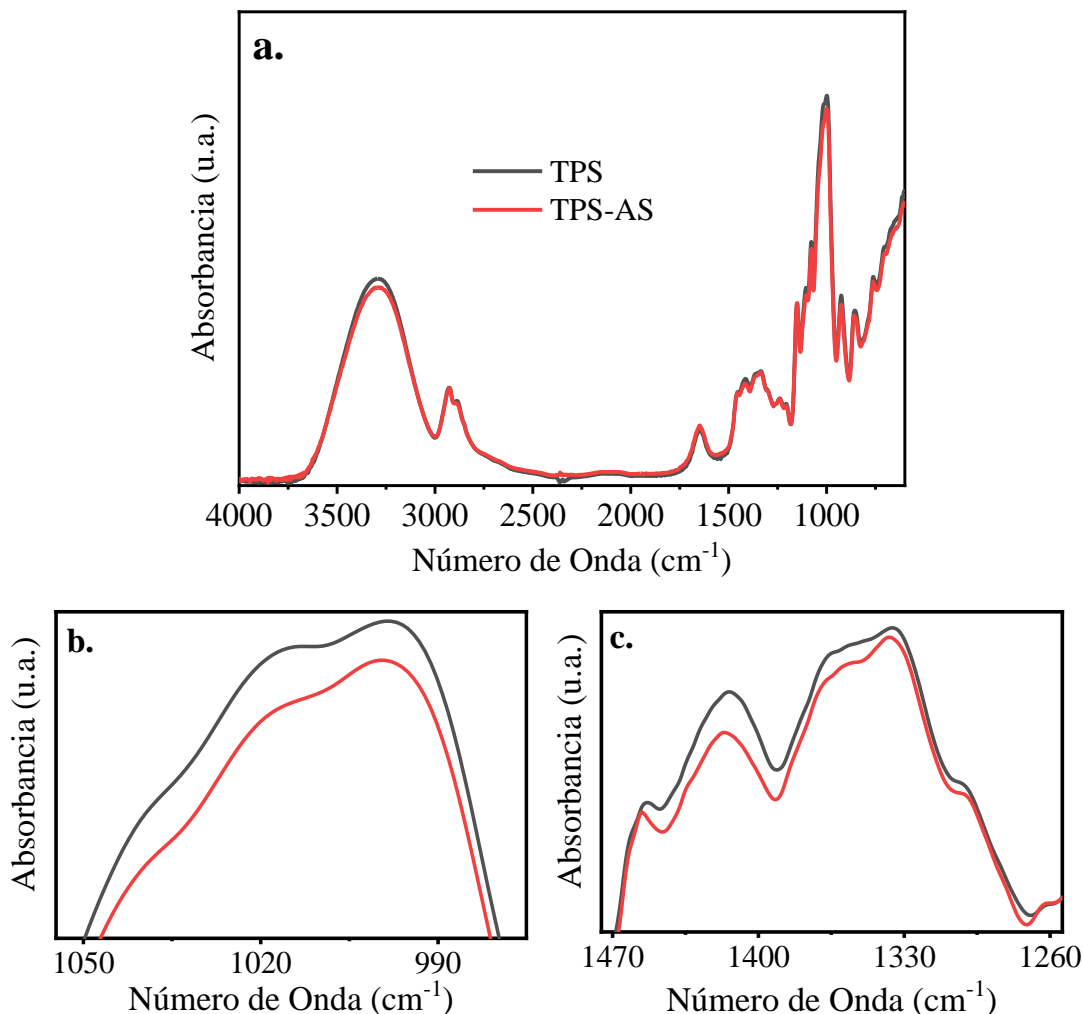 a.
TPS
TPS-AS
Absorbancia (u.a.)
4000 3500 3000 2500 2000 1500 1000
Número de Onda (cm⁻¹)
b.
Absorbancia (u.a.)
1050 1020 990
Número de Onda (cm⁻¹)
c.
Absorbancia (u.a.)
1470 1400 1330 1260
Número de Onda (cm⁻¹)